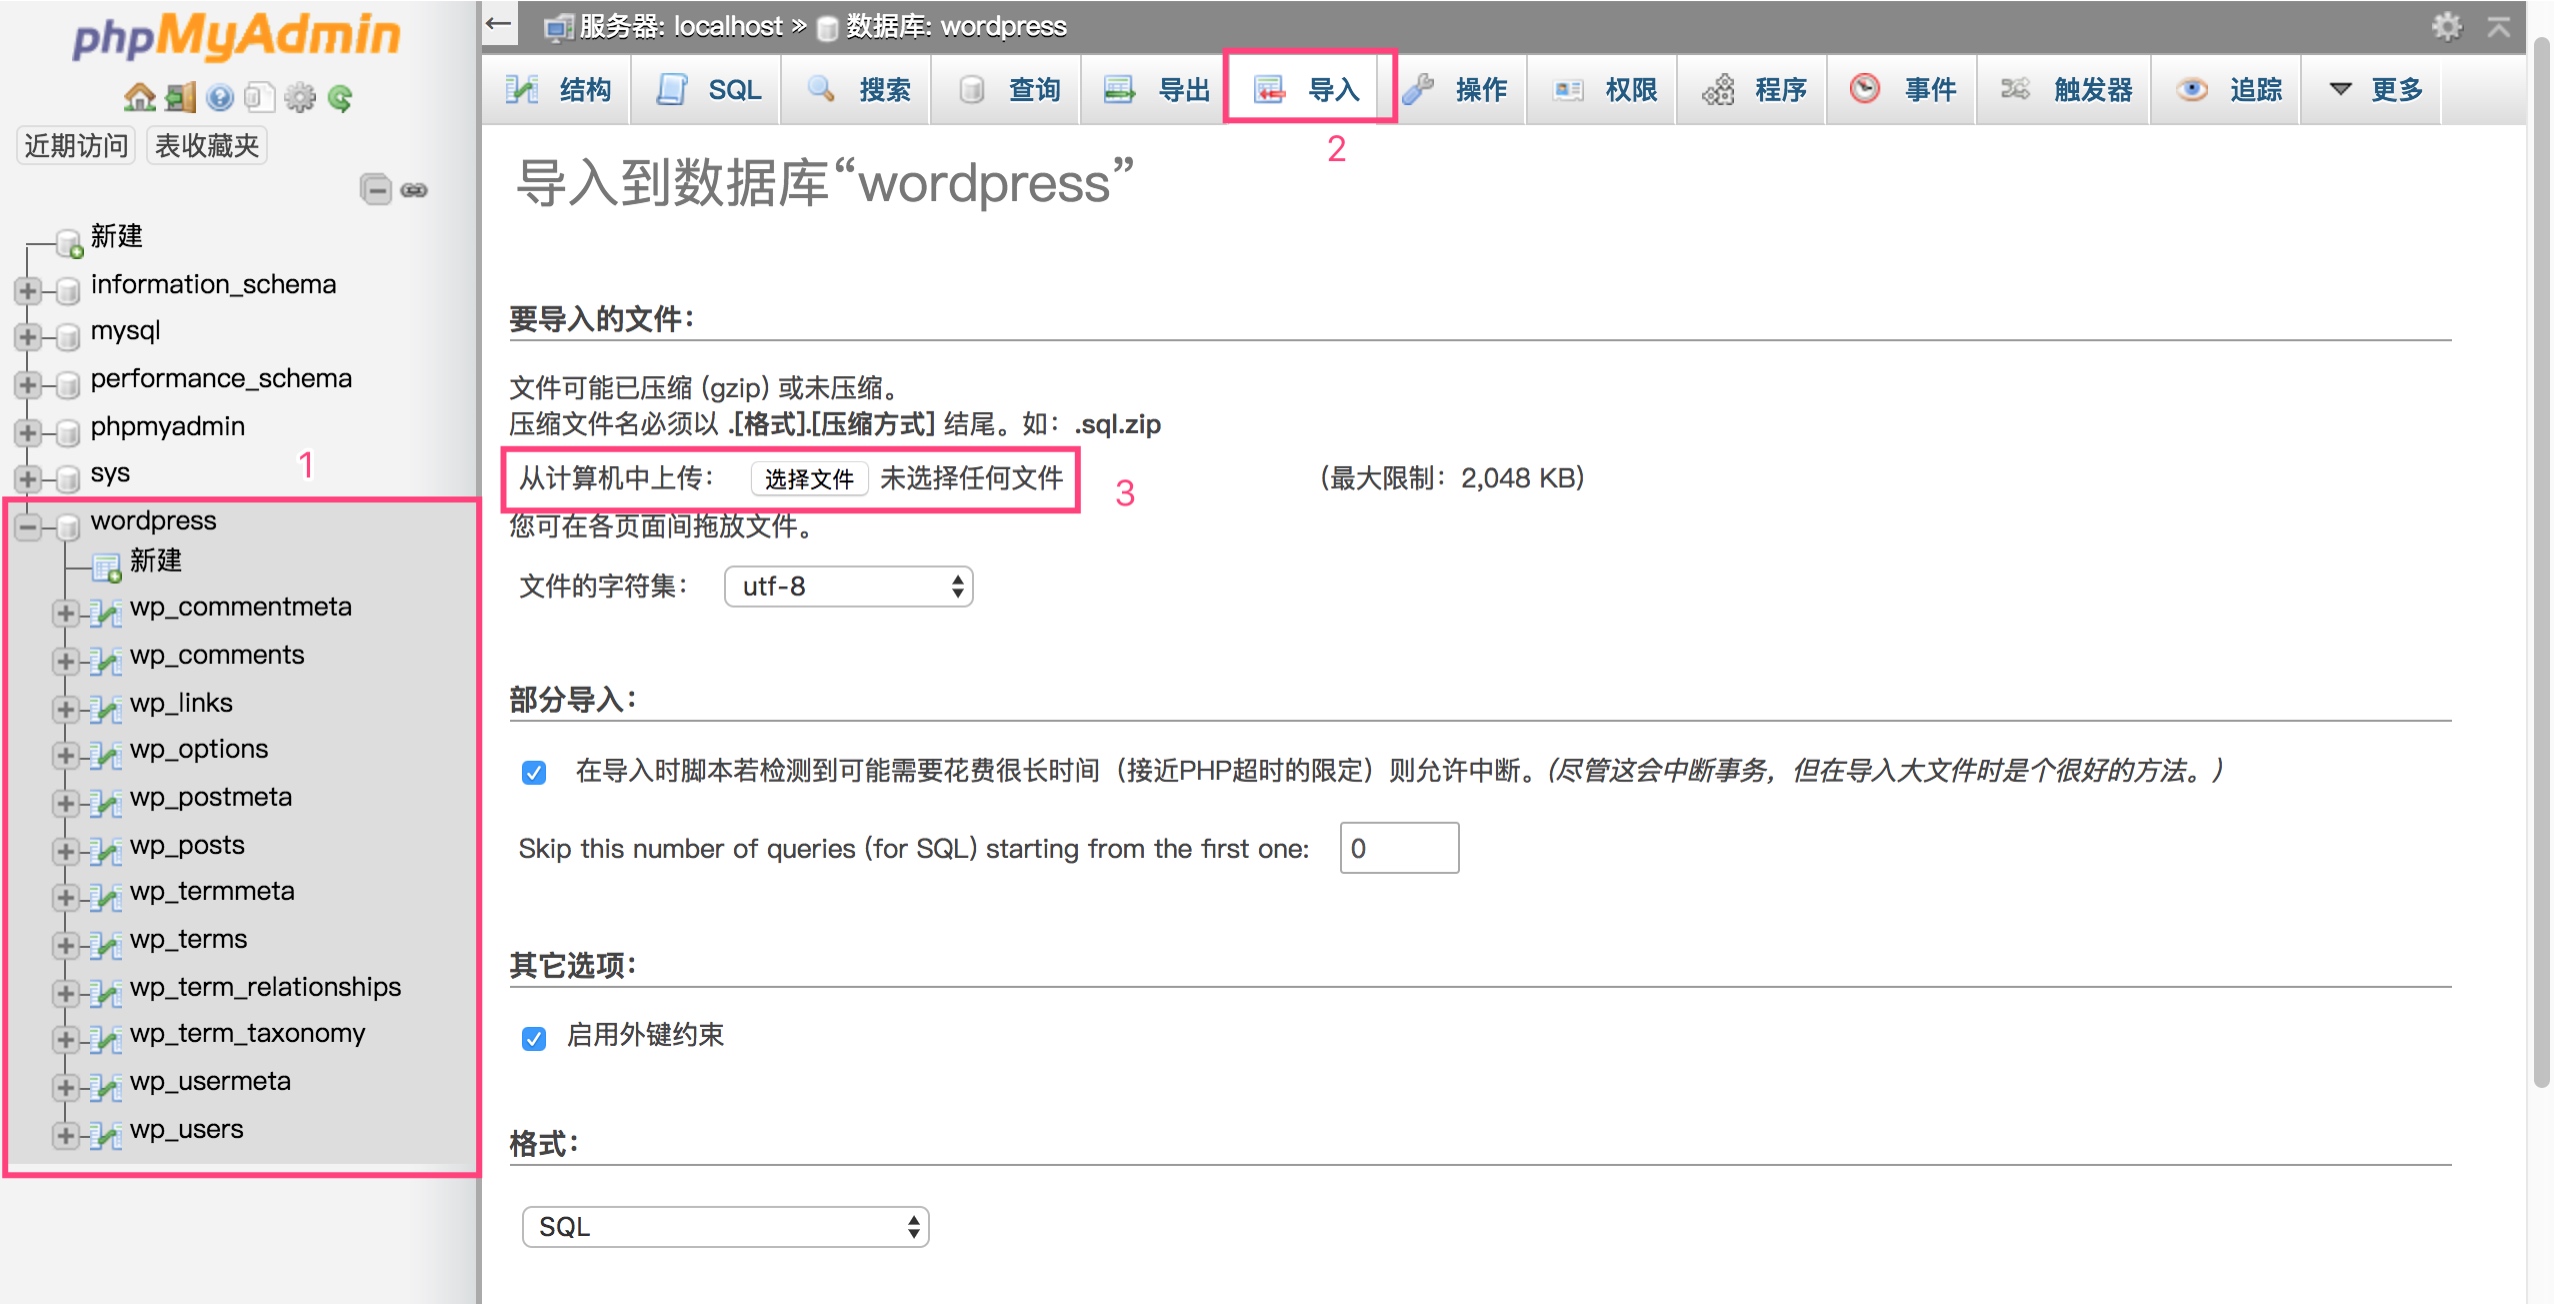 phpMyAdmin
近期访问 表收藏夹
新建
information_schema
mysql
performance_schema
phpmyadmin
sys
1
wordpress
新建
wp_commentmeta
wp_comments
wp_links
wp_options
wp_postmeta
wp_posts
wp_termmeta
wp_terms
wp_term_relationships
wp_term_taxonomy
wp_usermeta
wp_users
服务器: localhost » 数据库: wordpress
结构 SQL 搜索 查询 导出 导入 操作 权限 程序 事件 触发器 追踪 更多
2
导入到数据库“wordpress”
要导入的文件：
文件可能已压缩 (gzip) 或未压缩。
压缩文件名必须以 .[格式].[压缩方式] 结尾。如： .sql.zip
从计算机中上传： 选择文件 未选择任何文件 3 (最大限制：2,048 KB)
您可在各页面间拖放文件。
文件的字符集： utf-8
部分导入：
在导入时脚本若检测到可能需要花费很长时间（接近PHP超时的限定）则允许中断。（尽管这会中断事务，但在导入大文件时是个很好的方法。）
Skip this number of queries (for SQL) starting from the first one: 0
其它选项：
启用外键约束
格式：
SQL